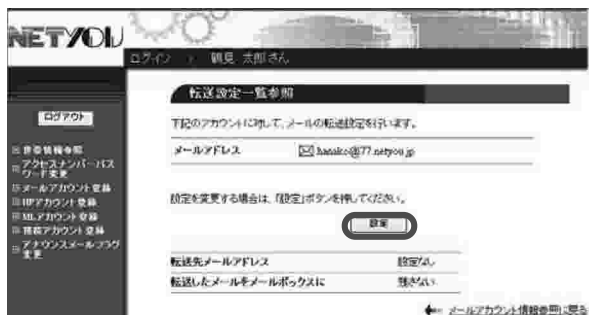 NETYOU
ログイン > 鶴見 太郎さん
転送設定一覧参照
ログアウト
下記のアカウントに対して、メールの転送設定を行います。
メールアドレス hanako@77.netyou.jp
アクセスナンバー・パス
ワード変更
メールアカウント登録
HPアカウント登録
MLアカウント登録
接続アカウント登録
アナウンスメールフラグ
変更
設定を変更する場合は、「設定」ボタンを押してください。
設定
転送先メールアドレス 設定なし
転送したメールをメールボックスに 残さない
メールアカウント情報参照に戻る